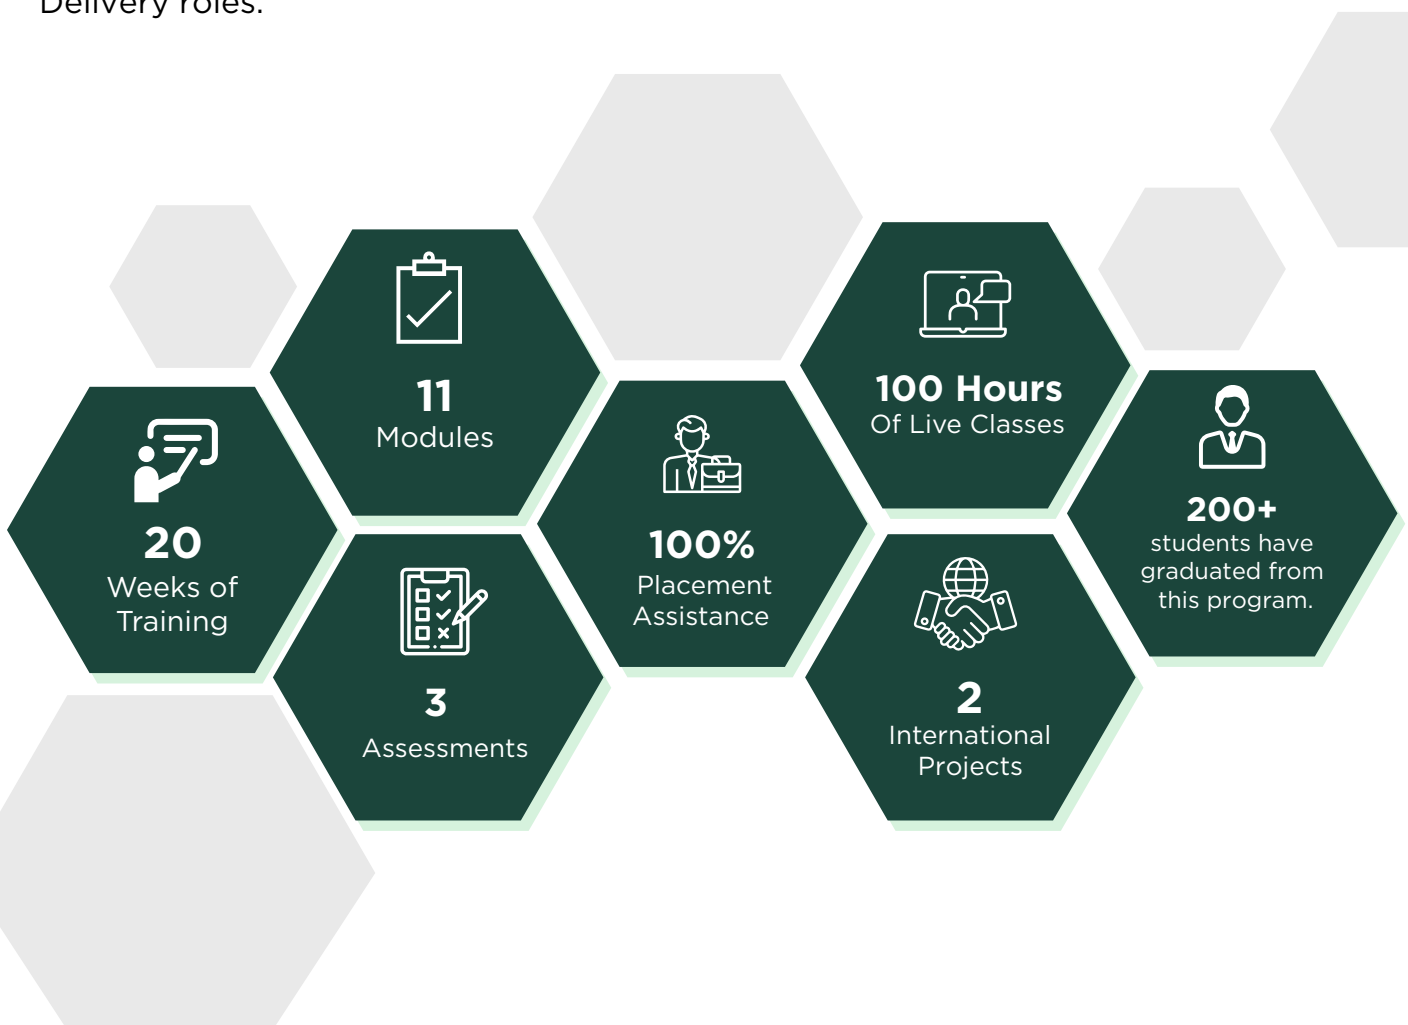 Delivery roles.
11
Modules
100 Hours
Of Live Classes
20
Weeks of
Training
100%
Placement
Assistance
200+
students have
graduated from
this program.
3
Assessments
2
International
Projects